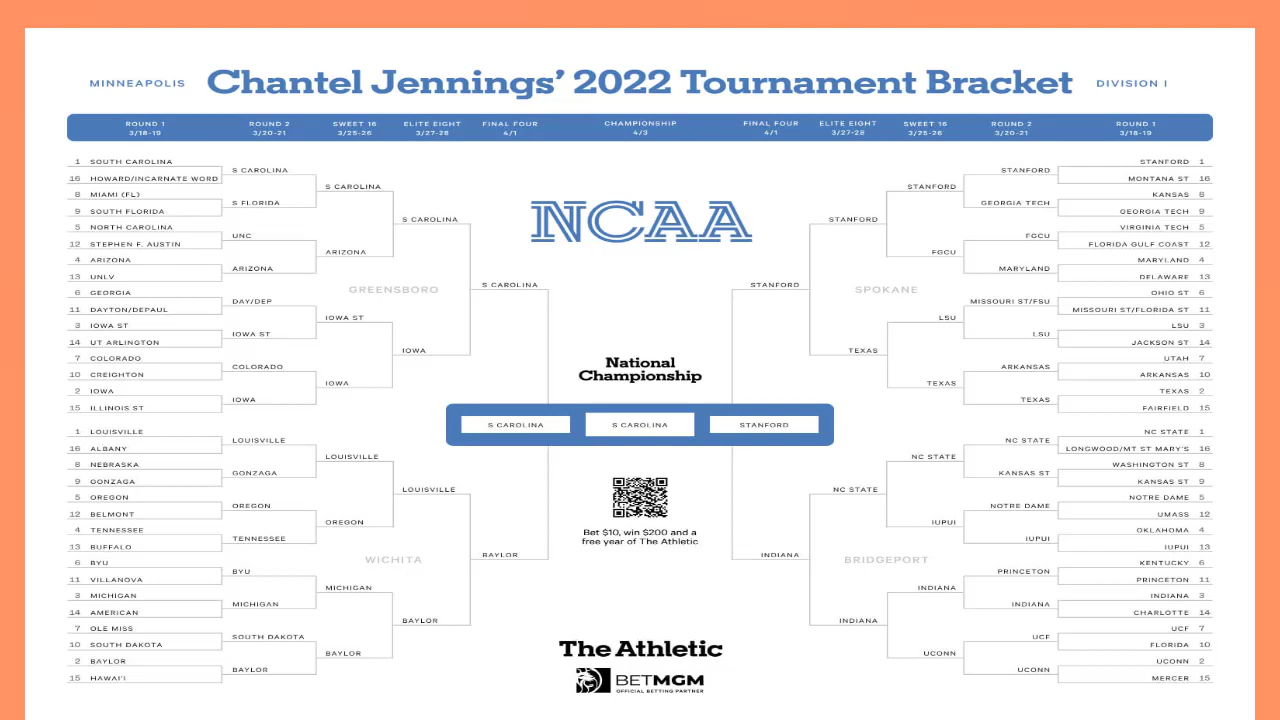 MINNEAPOLIS
Chantel Jennings' 2022 Tournament Bracket
DIVISION I
ROUND 1
3/18-19
ROUND 2
3/20-21
SWEET 16
3/25-26
ELITE EIGHT
3/27-28
FINAL FOUR
4/1
CHAMPIONSHIP
4/3
FINAL FOUR
4/1
ELITE EIGHT
3/27-28
SWEET 16
3/25-26
ROUND 2
3/20-21
ROUND 1
3/18-19
1 SOUTH CAROLINA
16 HOWARD/INCARNATE WORD
8 MIAMI (FL)
9 SOUTH FLORIDA
5 NORTH CAROLINA
12 STEPHEN F. AUSTIN
4 ARIZONA
13 UNLV
6 GEORGIA
11 DAYTON/DEPAUL
3 IOWA ST
14 UT ARLINGTON
7 COLORADO
10 CREIGHTON
2 IOWA
15 ILLINOIS ST
S CAROLINA
S FLORIDA
UNC
ARIZONA
DAY/DEP
IOWA ST
COLORADO
IOWA
S CAROLINA
ARIZONA
IOWA ST
IOWA
S CAROLINA
IOWA
GREENSBORO
S CAROLINA
1 LOUISVILLE
16 ALBANY
8 NEBRASKA
9 GONZAGA
5 OREGON
12 BELMONT
4 TENNESSEE
13 BUFFALO
6 BYU
11 VILLANOVA
3 MICHIGAN
14 AMERICAN
7 OLE MISS
10 SOUTH DAKOTA
2 BAYLOR
15 HAWAI'I
LOUISVILLE
GONZAGA
OREGON
TENNESSEE
BYU
MICHIGAN
SOUTH DAKOTA
BAYLOR
LOUISVILLE
OREGON
MICHIGAN
BAYLOR
LOUISVILLE
BAYLOR
WICHITA
BAYLOR
NCAA
National
Championship
S CAROLINA
S CAROLINA
STANFORD
Bet $10, win $200 and a
free year of The Athletic
The Athletic
BETMGM
OFFICIAL BETTING PARTNER
STANFORD
SPOKANE
STANFORD
TEXAS
STANFORD
FGCU
LSU
TEXAS
STANFORD
GEORGIA TECH
FGCU
MARYLAND
MISSOURI ST/FSU
LSU
ARKANSAS
TEXAS
STANFORD 1
MONTANA ST 16
KANSAS 8
GEORGIA TECH 9
VIRGINIA TECH 5
FLORIDA GULF COAST 12
MARYLAND 4
DELAWARE 13
OHIO ST 6
MISSOURI ST/FLORIDA ST 11
LSU 3
JACKSON ST 14
UTAH 7
ARKANSAS 10
TEXAS 2
FAIRFIELD 15
INDIANA
BRIDGEPORT
NC STATE
INDIANA
NC STATE
IUPUI
INDIANA
UCONN
NC STATE
KANSAS ST
NOTRE DAME
IUPUI
PRINCETON
INDIANA
UCF
UCONN
NC STATE 1
LONGWOOD/MT ST MARY'S 16
WASHINGTON ST 8
KANSAS ST 9
NOTRE DAME 5
UMASS 12
OKLAHOMA 4
IUPUI 13
KENTUCKY 6
PRINCETON 11
INDIANA 3
CHARLOTTE 14
UCF 7
FLORIDA 10
UCONN 2
MERCER 15